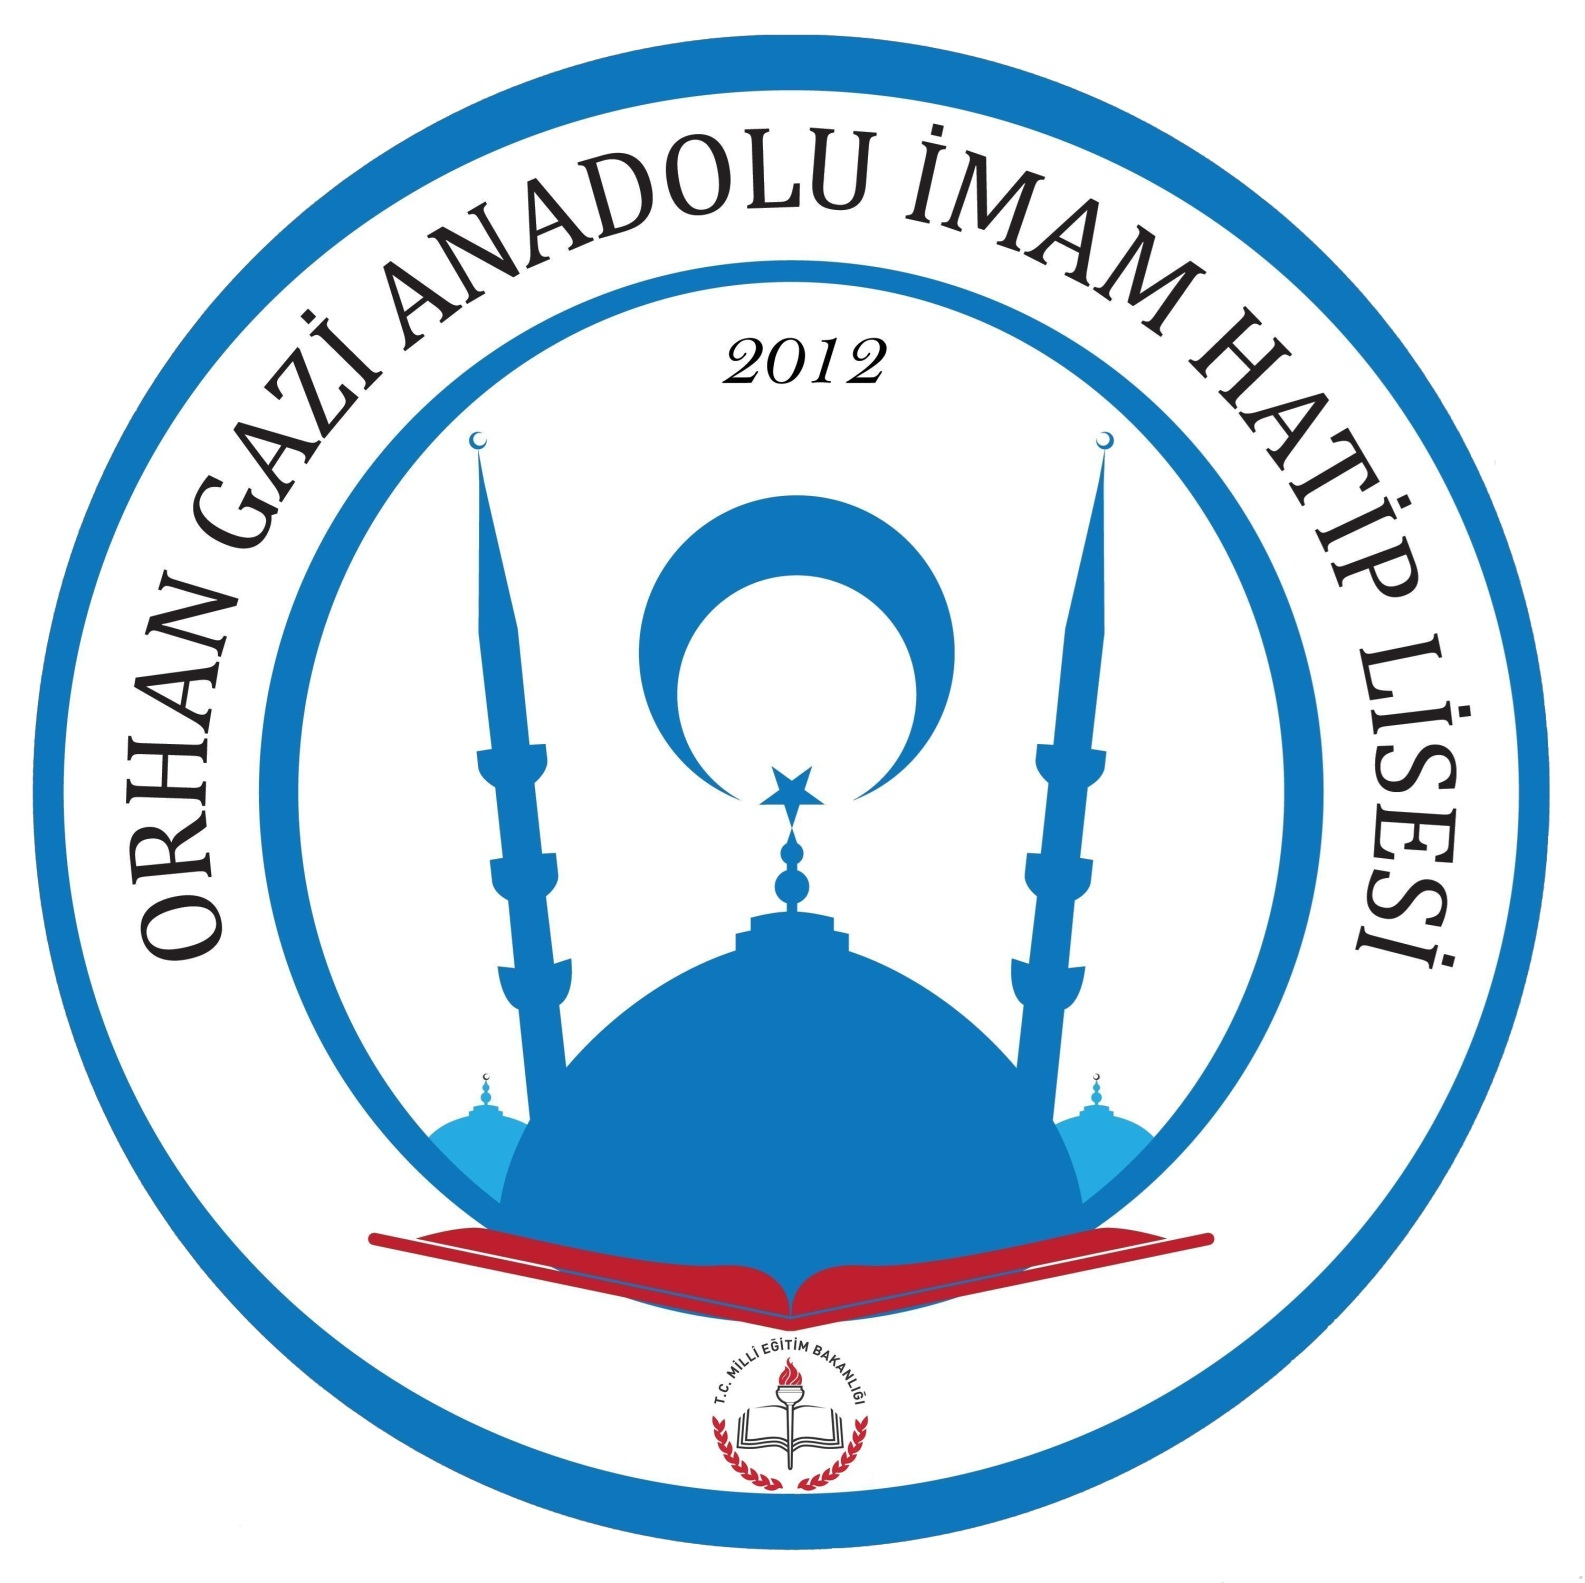 ORHAN GAZİ ANADOLU İMAM HATİP LİSESİ
2012
T.C. MİLLİ EĞİTİM BAKANLIĞI